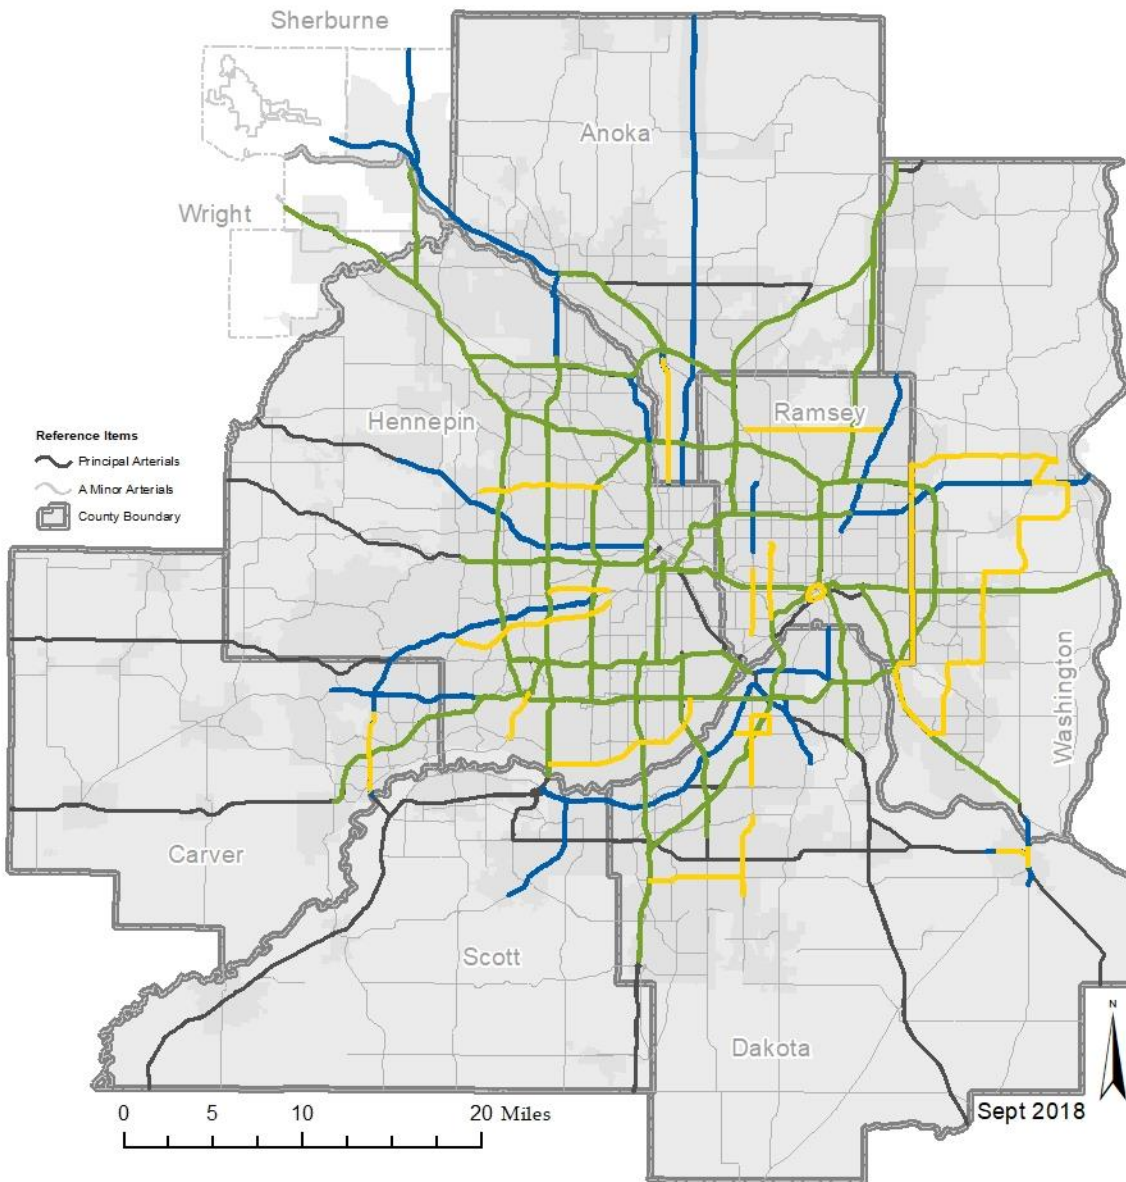 Sherburne
Anoka
Wright
Hennepin
Ramsey
Reference Items
Principal Arterials
A Minor Arterials
County Boundary
Washington
Carver
Scott
N
Dakota
0 5 10 20 Miles
Sept 2018